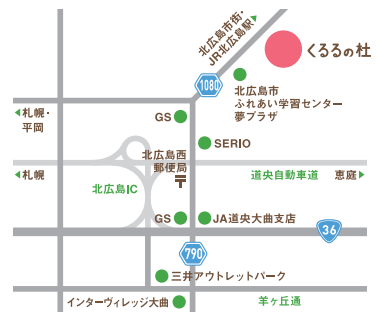 北広島市街・
JR北広島駅▲
くるるの杜
1080
北広島市
ふれあい学習センター
夢プラザ
◀札幌・
平岡
GS
SERIO
北広島西
郵便局
〒
◀札幌
北広島IC
道央自動車道
恵庭▶
GS
JA道央大曲支店
36
790
三井アウトレットパーク
インターヴィレッジ大曲
羊ヶ丘通